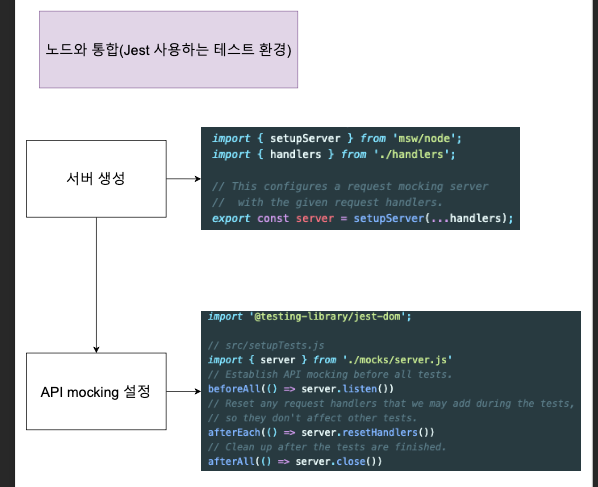 노드와 통합(Jest 사용하는 테스트 환경)
서버 생성
import { setupServer } from 'msw/node';
import { handlers } from './handlers';
// This configures a request mocking server
//  with the given request handlers.
export const server = setupServer(...handlers);
API mocking 설정
import '@testing-library/jest-dom';
// src/setupTests.js
import { server } from './mocks/server.js'
// Establish API mocking before all tests.
beforeAll(() => server.listen())
// Reset any request handlers that we may add during the tests,
// so they don't affect other tests.
afterEach(() => server.resetHandlers())
// Clean up after the tests are finished.
afterAll(() => server.close())